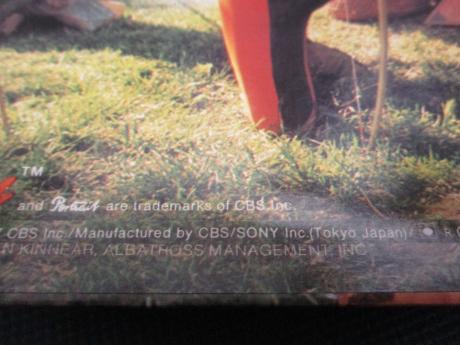 TM
and Portrait are trademarks of CBS Inc.
CBS Inc./Manufactured by CBS/SONY Inc.(Tokyo Japan)/ R
N KINNEAR, ALBATROSS MANAGEMENT, INC